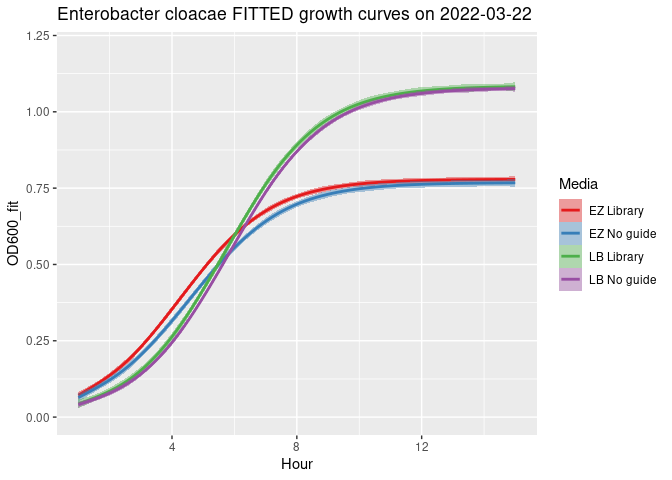 Enterobacter cloacae FITTED growth curves on 2022-03-22
1.25
1.00
0.75
0.50
0.25
0.00
OD600_fit
4
8
12
Hour
Media
EZ Library
EZ No guide
LB Library
LB No guide